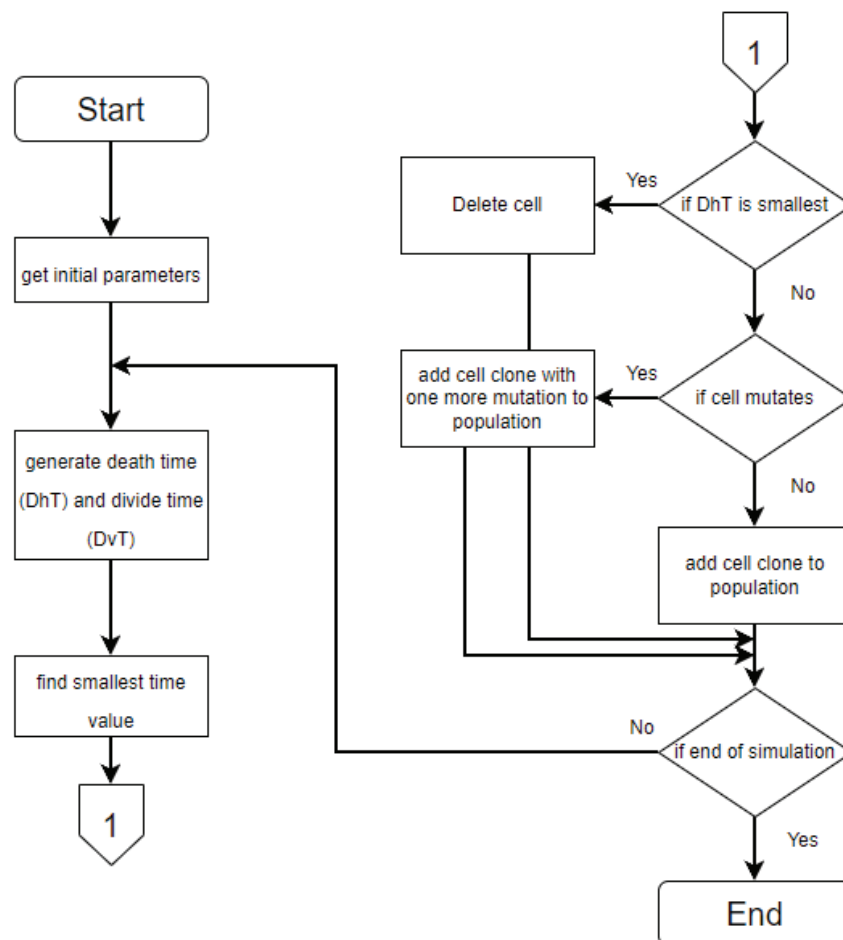 Start
get initial parameters
generate death time
(DhT) and divide time
(DvT)
find smallest time
value
1
1
if DhT is smallest
Yes
Delete cell
No
if cell mutates
Yes
add cell clone with
one more mutation to
population
No
add cell clone to
population
if end of simulation
No
Yes
End